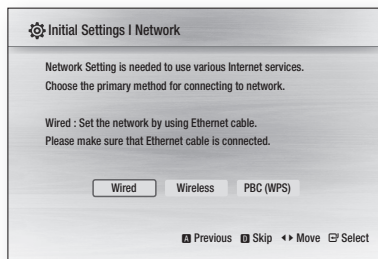 Initial Settings I Network
Network Setting is needed to use various Internet services.
Choose the primary method for connecting to network.
Wired : Set the network by using Ethernet cable.
Please make sure that Ethernet cable is connected.
Wired Wireless PBC (WPS)
A Previous D Skip Move Select